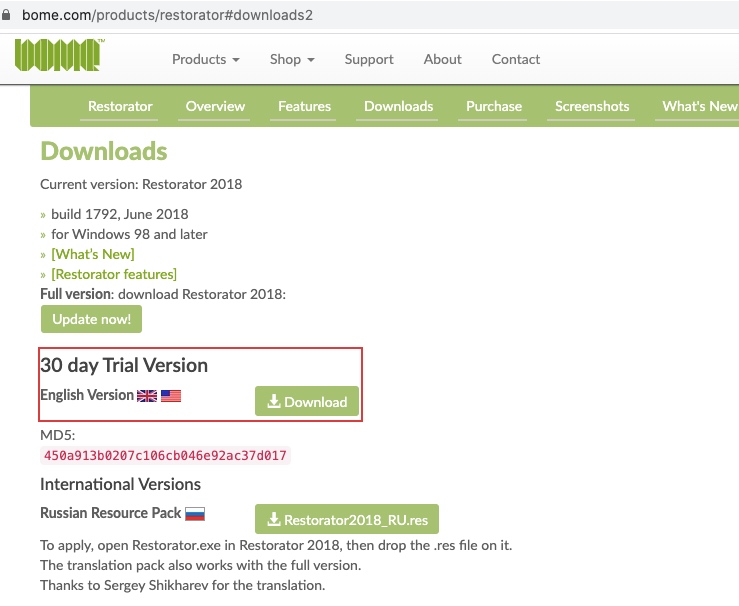 bome.com/products/restorator#downloads2
bome™
Products Shop Support About Contact
Restorator Overview Features Downloads Purchase Screenshots What's New
Downloads
Current version: Restorator 2018
» build 1792, June 2018
» for Windows 98 and later
» [What's New]
» [Restorator features]
Full version: download Restorator 2018:
Update now!
30 day Trial Version
English Version Download
MD5:
450a913b0207c106cb046e92ac37d017
International Versions
Russian Resource Pack Restorator2018_RU.res
To apply, open Restorator.exe in Restorator 2018, then drop the .res file on it.
The translation pack also works with the full version.
Thanks to Sergey Shikharev for the translation.